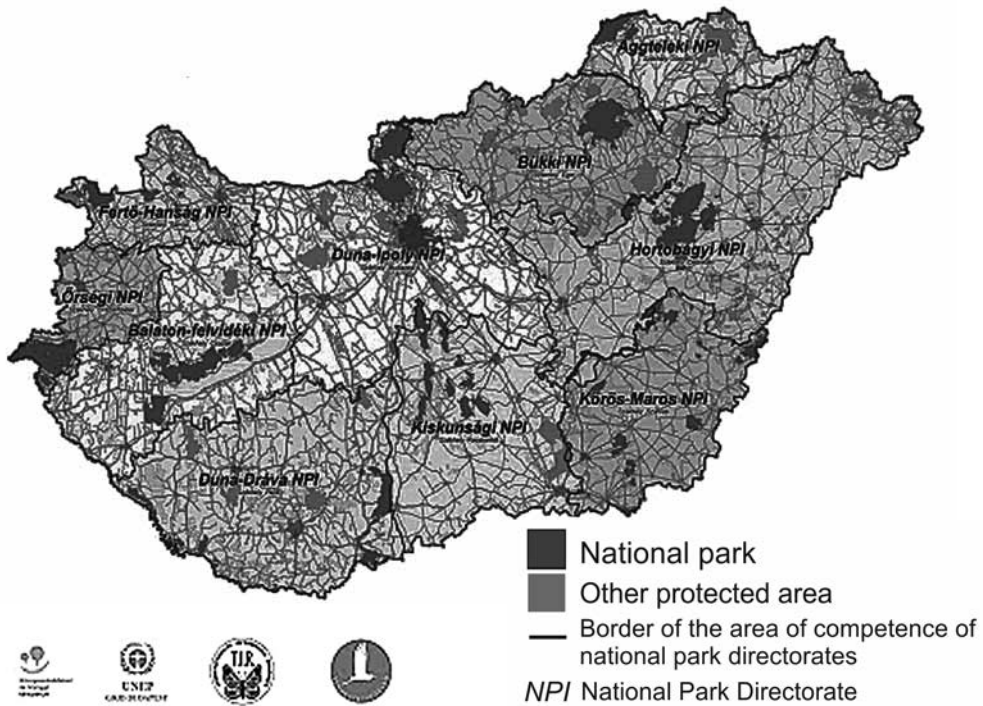 Aggteleki NPI
Bükki NPI
Fertő-Hanság NPI
Duna-Ipoly NPI
Hortobágyi NPI
Őrségi NPI
Balaton-felvidéki NPI
Körös-Maros NPI
Kiskunsági NPI
Duna-Dráva NPI
National park
Other protected area
Border of the area of competence of
national park directorates
NPI National Park Directorate
UNEP
GRID-BUDAPEST
T.I.R.